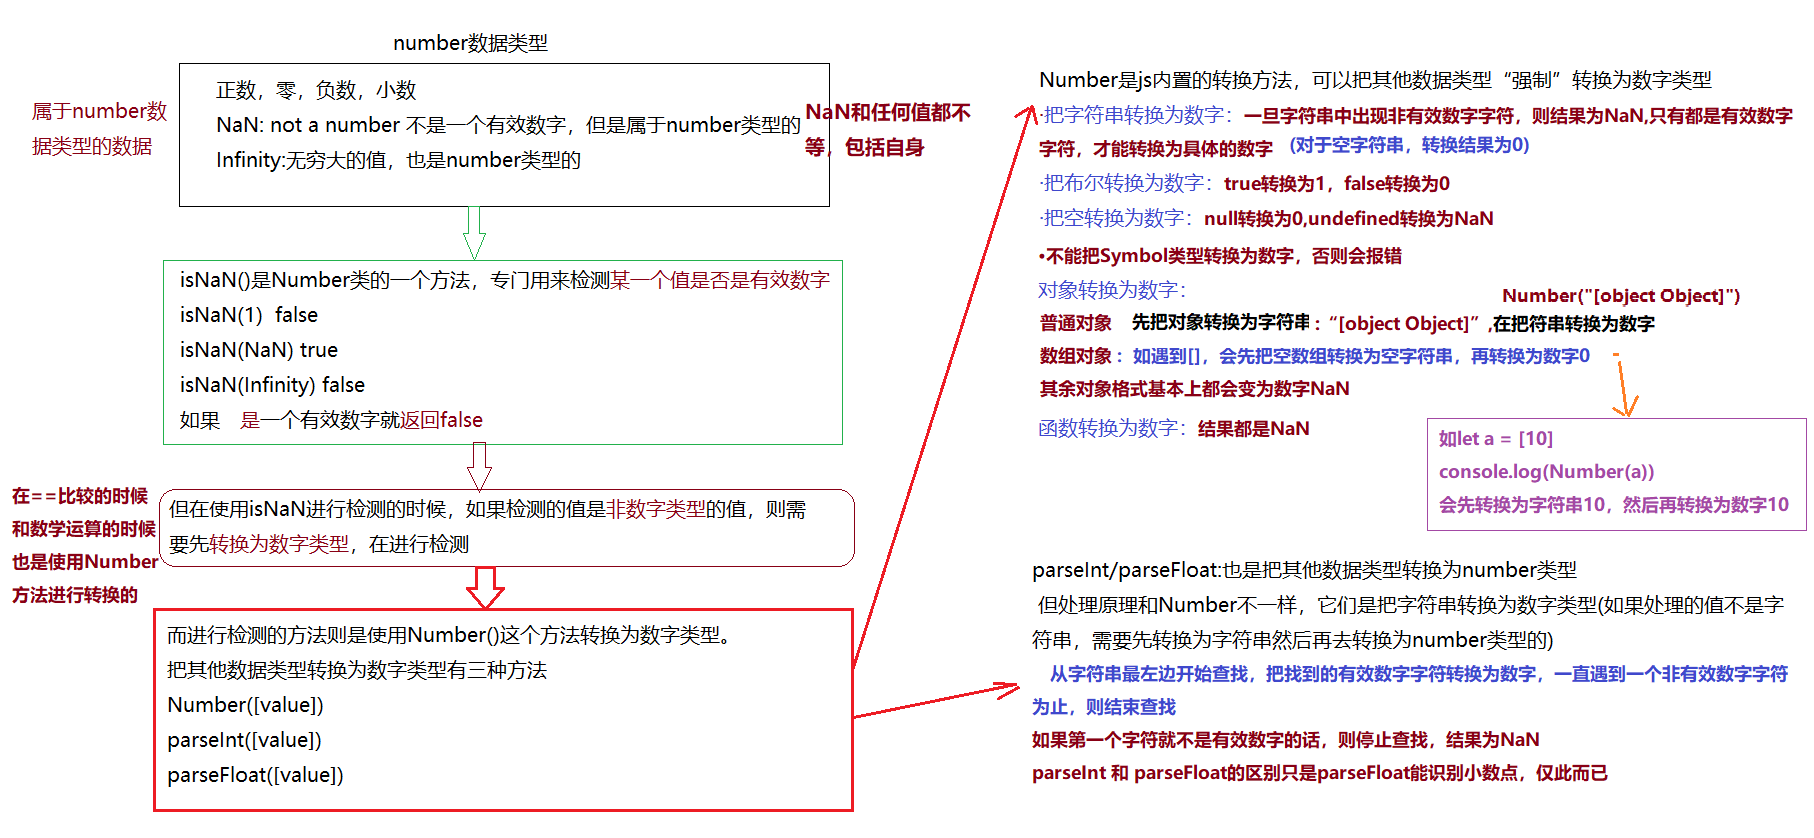 number数据类型
属于number数
据类型的数据
正数，零，负数，小数
NaN: not a number 不是一个有效数字，但是属于number类型的
Infinity:无穷大的值，也是number类型的
NaN和任何值都不
等，包括自身
isNaN()是Number类的一个方法，专门用来检测某一个值是否是有效数字
isNaN(1)  false
isNaN(NaN) true
isNaN(Infinity) false
如果    是一个有效数字就返回false
在==比较的时候
和数学运算的时候
也是使用Number
方法进行转换的
但在使用isNaN进行检测的时候，如果检测的值是非数字类型的值，则需
要先转换为数字类型，在进行检测
而进行检测的方法则是使用Number()这个方法转换为数字类型。
把其他数据类型转换为数字类型有三种方法
Number([value])
parseInt([value])
parseFloat([value])
Number是js内置的转换方法，可以把其他数据类型“强制”转换为数字类型
·把字符串转换为数字：一旦字符串中出现非有效数字字符，则结果为NaN,只有都是有效数字
字符，才能转换为具体的数字 (对于空字符串，转换结果为0)
·把布尔转换为数字：true转换为1，false转换为0
·把空转换为数字：null转换为0,undefined转换为NaN
•不能把Symbol类型转换为数字，否则会报错
对象转换为数字：
Number("[object Object]")
普通对象 先把对象转换为字符串：“[object Object]”,在把符串转换为数字
数组对象：如遇到[]，会先把空数组转换为空字符串，再转换为数字0
其余对象格式基本上都会变为数字NaN
函数转换为数字：结果都是NaN
如let a = [10]
console.log(Number(a))
会先转换为字符串10，然后再转换为数字10
parseInt/parseFloat:也是把其他数据类型转换为number类型
但处理原理和Number不一样，它们是把字符串转换为数字类型(如果处理的值不是字
符串，需要先转换为字符串然后再去转换为number类型的)
从字符串最左边开始查找，把找到的有效数字字符转换为数字，一直遇到一个非有效数字字符
为止，则结束查找
如果第一个字符就不是有效数字的话，则停止查找，结果为NaN
parseInt 和 parseFloat的区别只是parseFloat能识别小数点，仅此而已